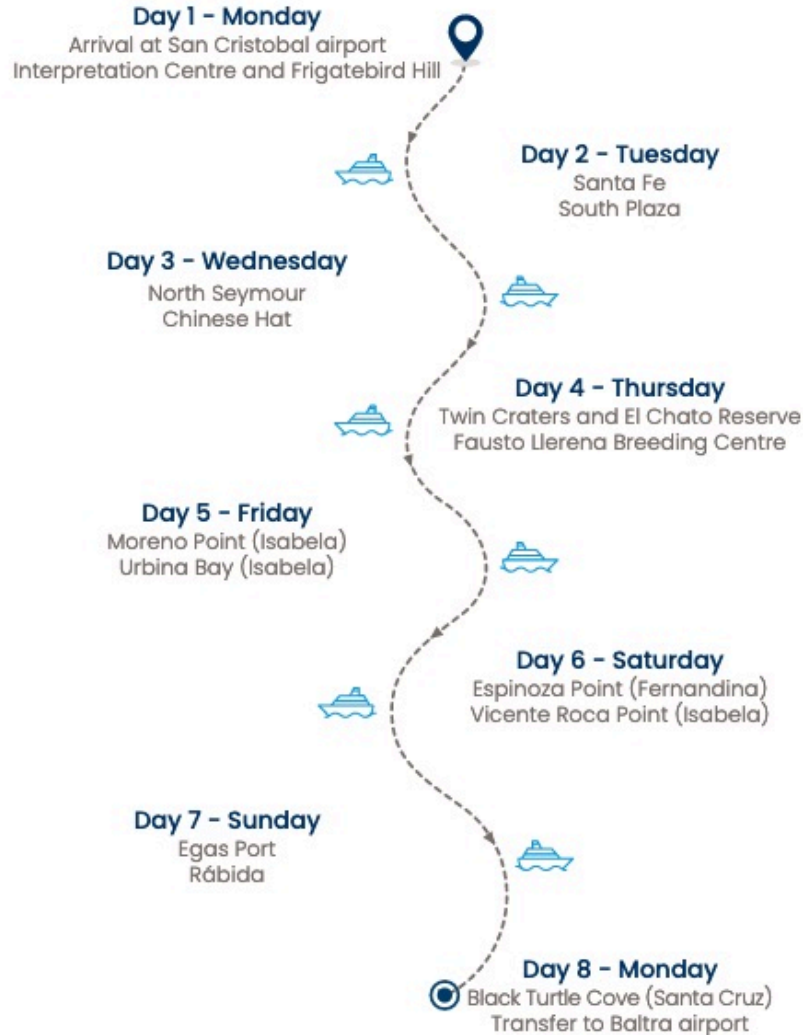 Day 1 - Monday
Arrival at San Cristobal airport
Interpretation Centre and Frigatebird Hill
Day 2 - Tuesday
Santa Fe
South Plaza
Day 3 - Wednesday
North Seymour
Chinese Hat
Day 4 - Thursday
Twin Craters and El Chato Reserve
Fausto Llerena Breeding Centre
Day 5 - Friday
Moreno Point (Isabela)
Urbina Bay (Isabela)
Day 6 - Saturday
Espinoza Point (Fernandina)
Vicente Roca Point (Isabela)
Day 7 - Sunday
Egas Port
Rábida
Day 8 - Monday
Black Turtle Cove (Santa Cruz)
Transfer to Baltra airport